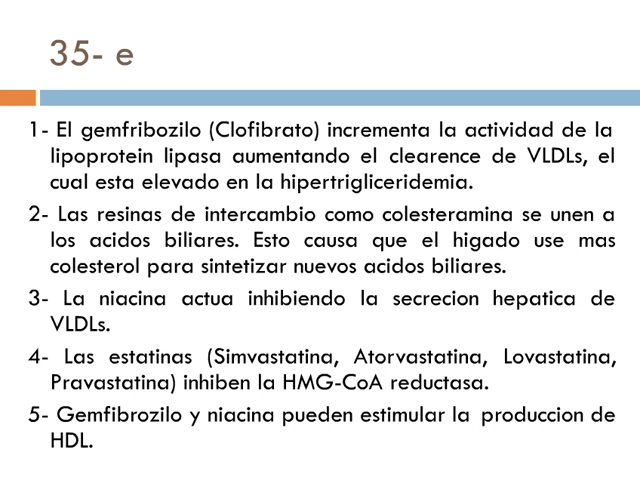 35- e
1- El gemfribozilo (Clofibrato) incrementa la actividad de la
lipoprotein lipasa aumentando el clearence de VLDLs, el
cual esta elevado en la hipertrigliceridemia.
2- Las resinas de intercambio como colesteramina se unen a
los acidos biliares. Esto causa que el higado use mas
colesterol para sintetizar nuevos acidos biliares.
3- La niacina actua inhibiendo la secrecion hepatica de
VLDLs.
4- Las estatinas (Simvastatina, Atorvastatina, Lovastatina,
Pravastatina) inhiben la HMG-CoA reductasa.
5- Gemfibrozilo y niacina pueden estimular la produccion de
HDL.